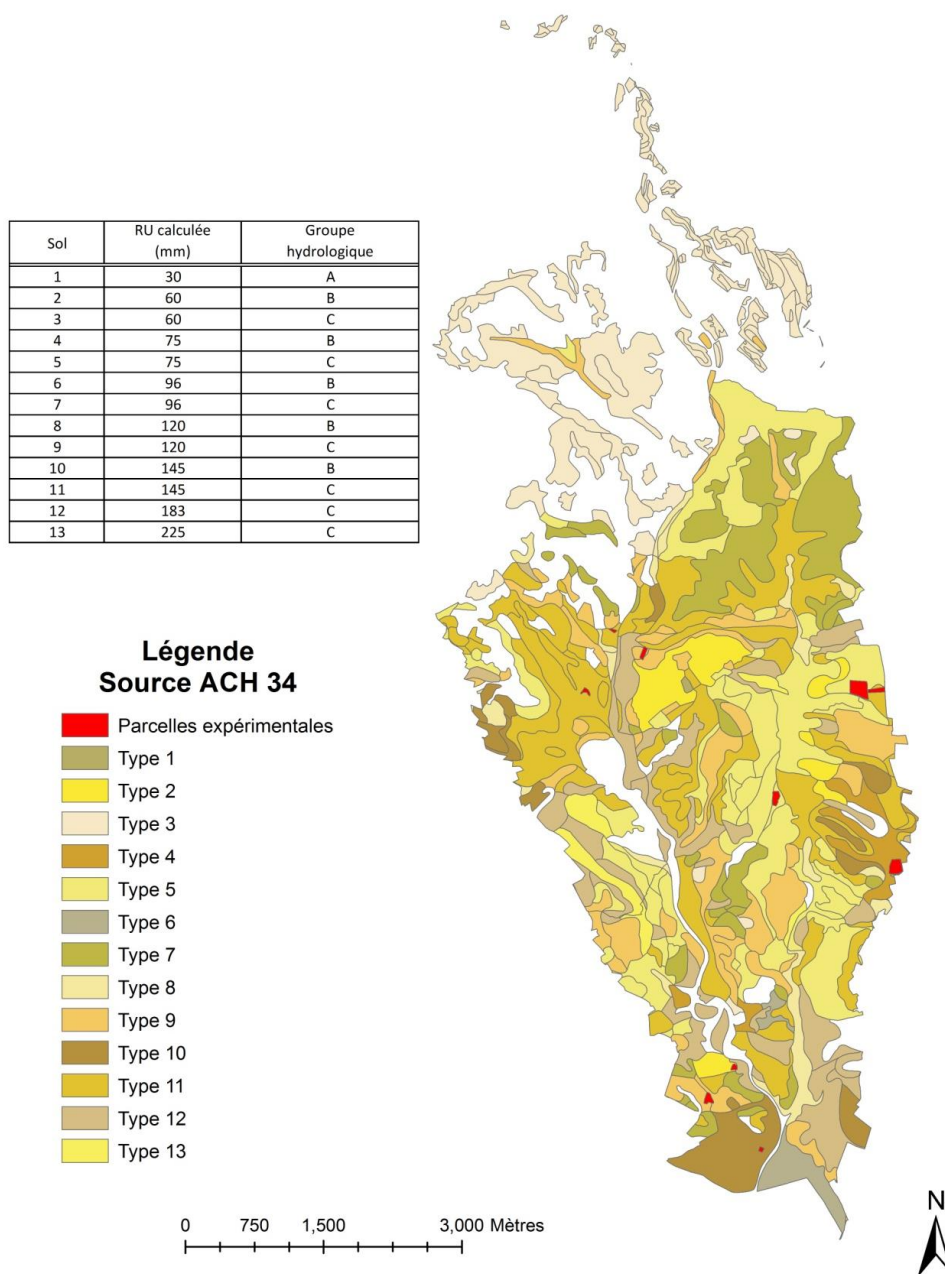 Sol RU calculée (mm) Groupe hydrologique
1 30 A
2 60 B
3 60 C
4 75 B
5 75 C
6 96 B
7 96 C
8 120 B
9 120 C
10 145 B
11 145 C
12 183 C
13 225 C
Légende
Source ACH 34
Parcelles expérimentales
Type 1
Type 2
Type 3
Type 4
Type 5
Type 6
Type 7
Type 8
Type 9
Type 10
Type 11
Type 12
Type 13
0 750 1,500 3,000 Mètres
N